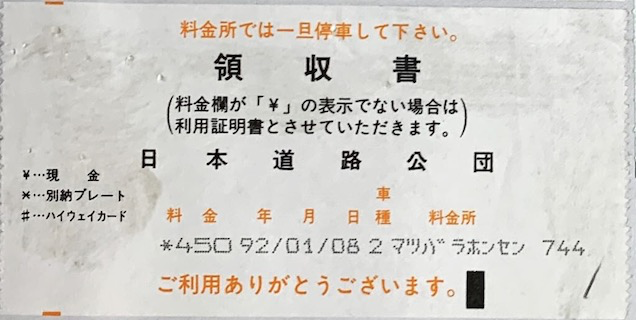 料金所では一旦停車して下さい。
領収書
(料金欄が「¥」の表示でない場合は
利用証明書とさせていただきます。)
日本道路公団
¥…現 金
*…別納プレート
#…ハイウェイカード
料金 年月日 車種 料金所
*450 92/01/08 2 マツバラホンセン 744
ご利用ありがとうございます。